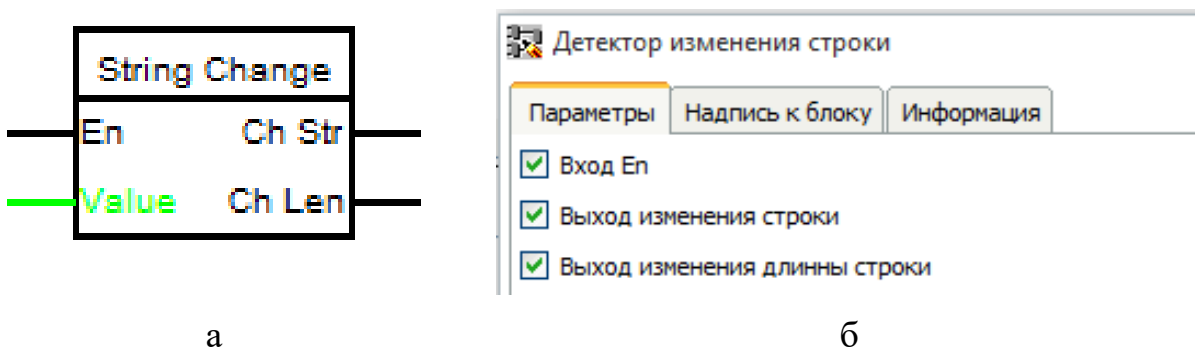 String Change
En Ch Str
Value Ch Len
Детектор изменения строки
Параметры Надпись к блоку Информация
Вход En
Выход изменения строки
Выход изменения длинны строки
а б